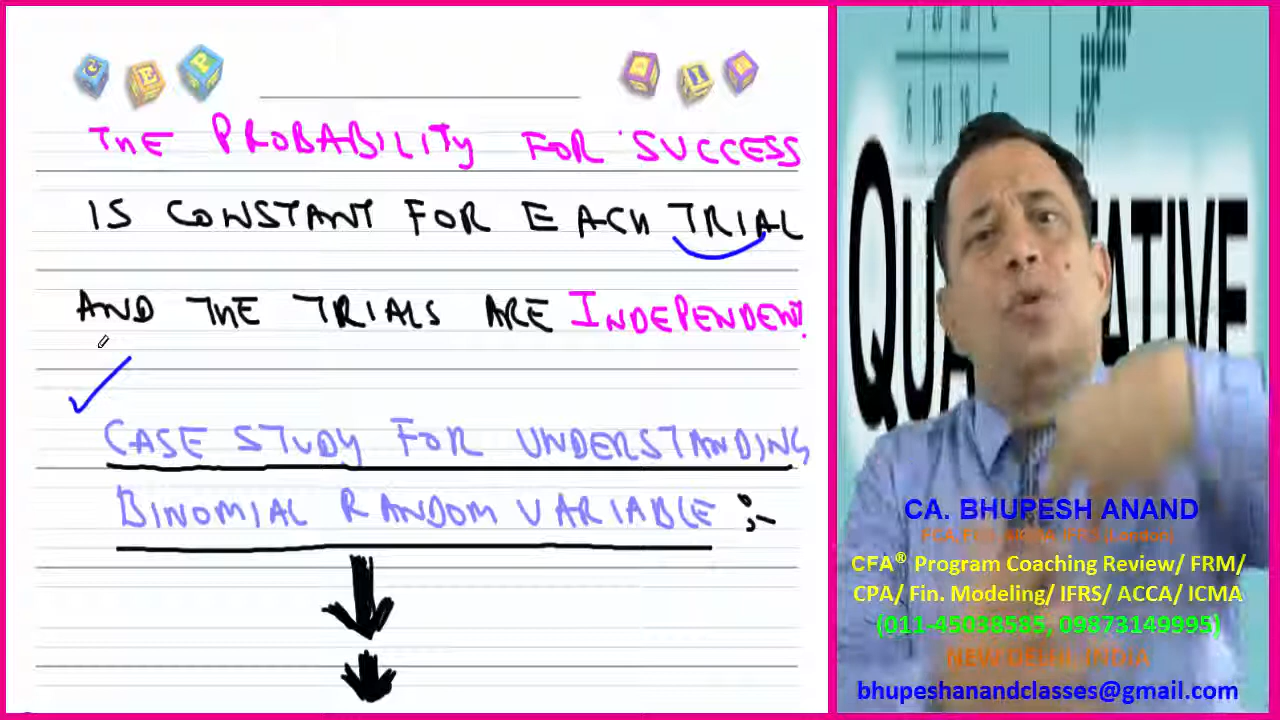 THE PROBABILITY FOR SUCCESS
IS CONSTANT FOR EACH TRIAL
AND THE TRIALS ARE INDEPENDENT.
CASE STUDY FOR UNDERSTANDING
BINOMIAL RANDOM VARIABLE :-
QUANTITATIVE
CA. BHUPESH ANAND
CFA® Program Coaching Review/ FRM/
CPA/ Fin. Modeling/ IFRS/ ACCA/ ICMA
(011-45038585, 09873149995)
NEW DELHI, INDIA
bhupeshanandclasses@gmail.com